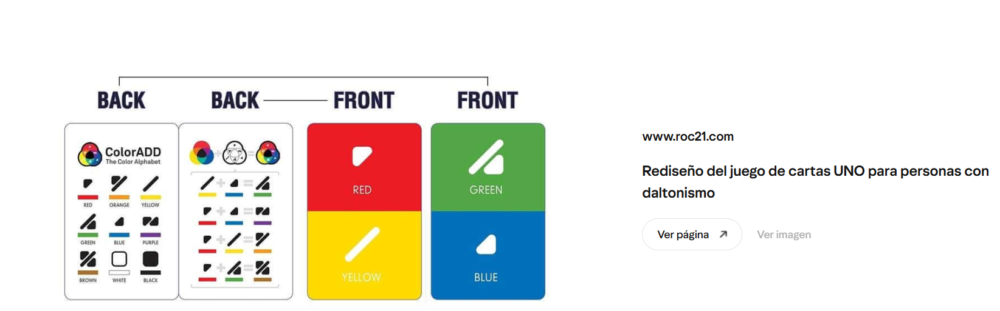 BACK
BACK
FRONT
FRONT
ColorADD
The Color Alphabet
RED
ORANGE
YELLOW
GREEN
BLUE
PURPLE
BROWN
WHITE
BLACK
RED
YELLOW
GREEN
BLUE
www.roc21.com
Rediseño del juego de cartas UNO para personas con
daltonismo
Ver página
Ver imagen